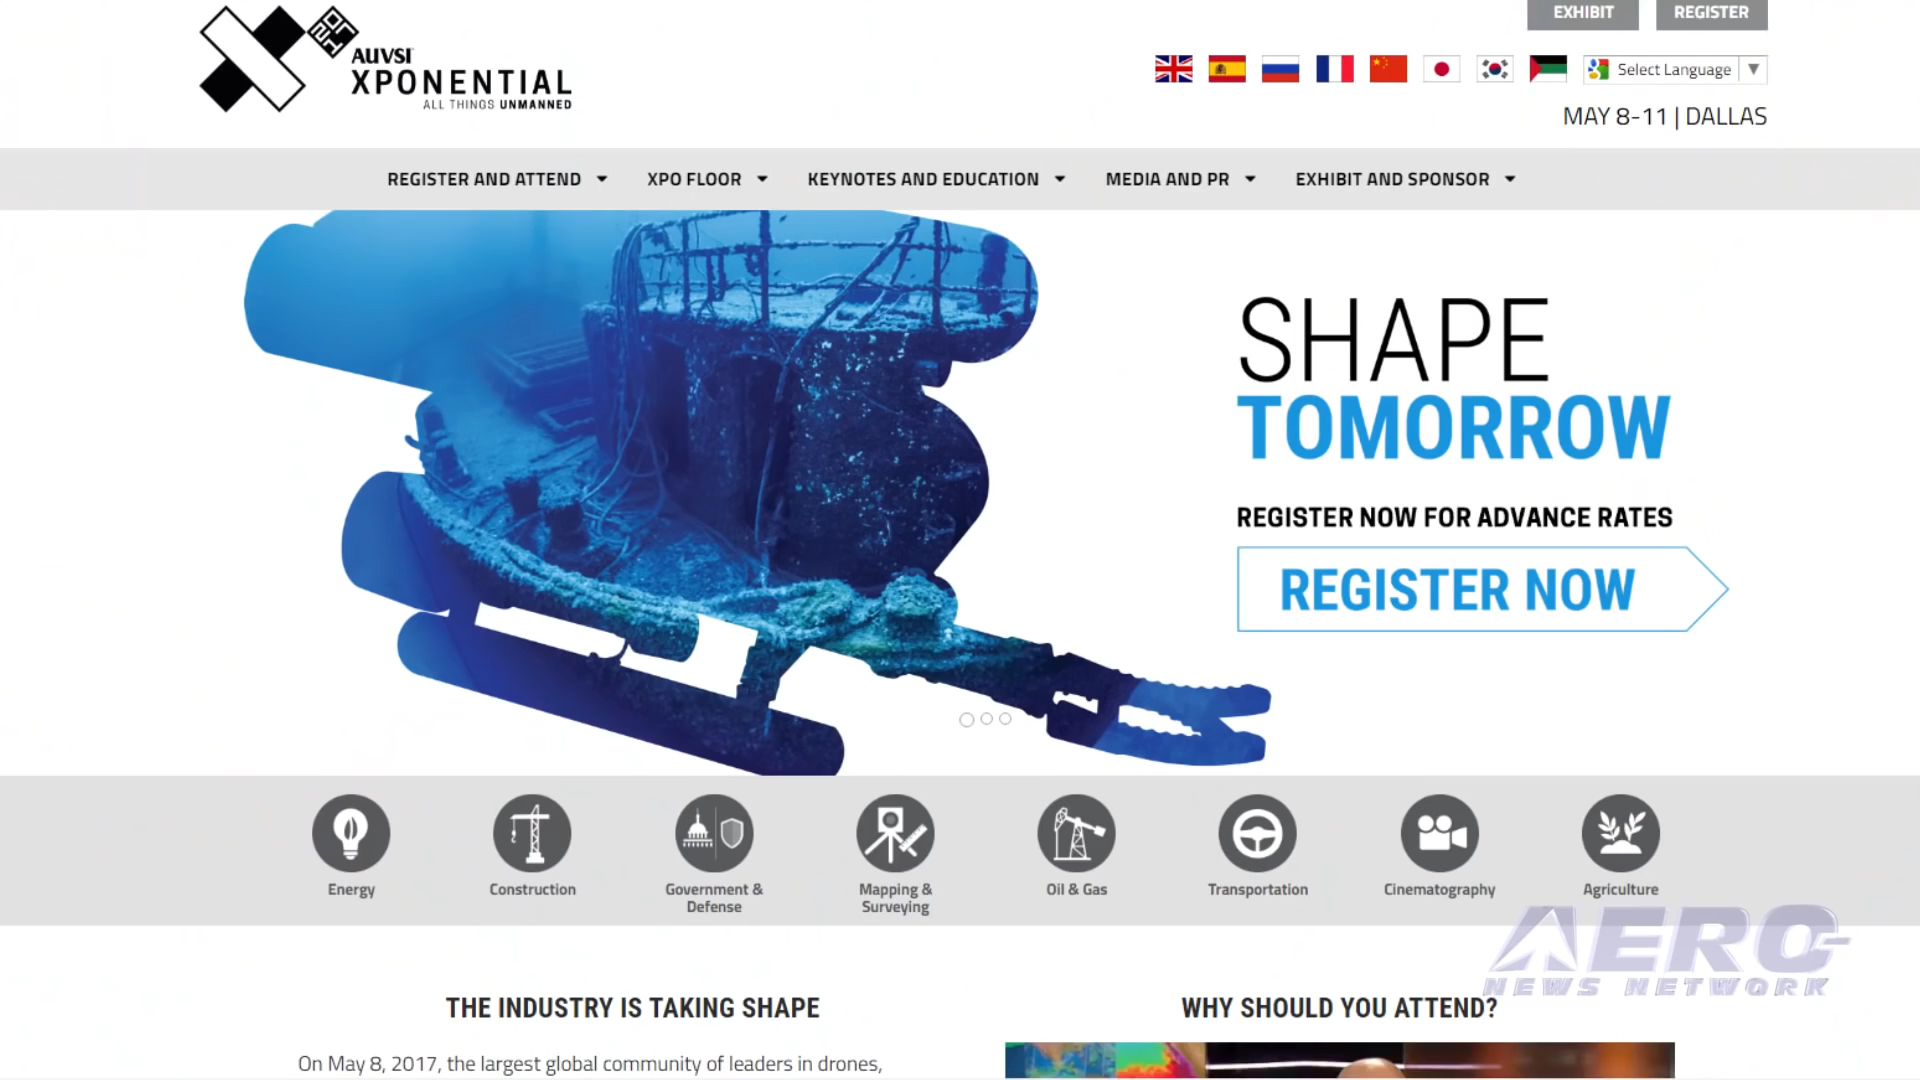 EXHIBIT
REGISTER
AUVSI
XPONENTIAL
ALL THINGS UNMANNED
Select Language
MAY 8-11 | DALLAS
REGISTER AND ATTEND
XPO FLOOR
KEYNOTES AND EDUCATION
MEDIA AND PR
EXHIBIT AND SPONSOR
SHAPE
TOMORROW
REGISTER NOW FOR ADVANCE RATES
REGISTER NOW
Energy
Construction
Government &
Defense
Mapping &
Surveying
Oil & Gas
Transportation
Cinematography
Agriculture
AERO-
NEWS NETWORK
THE INDUSTRY IS TAKING SHAPE
On May 8, 2017, the largest global community of leaders in drones,
WHY SHOULD YOU ATTEND?